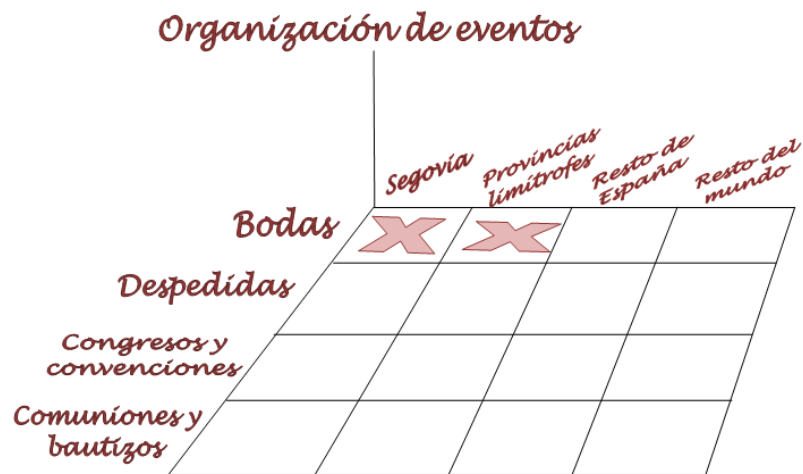 Organización de eventos
Segovia
Provincias
limítrofes
Resto de
España
Resto del
mundo
Bodas
Despedidas
Congresos y
convenciones
Comuniones y
bautizos